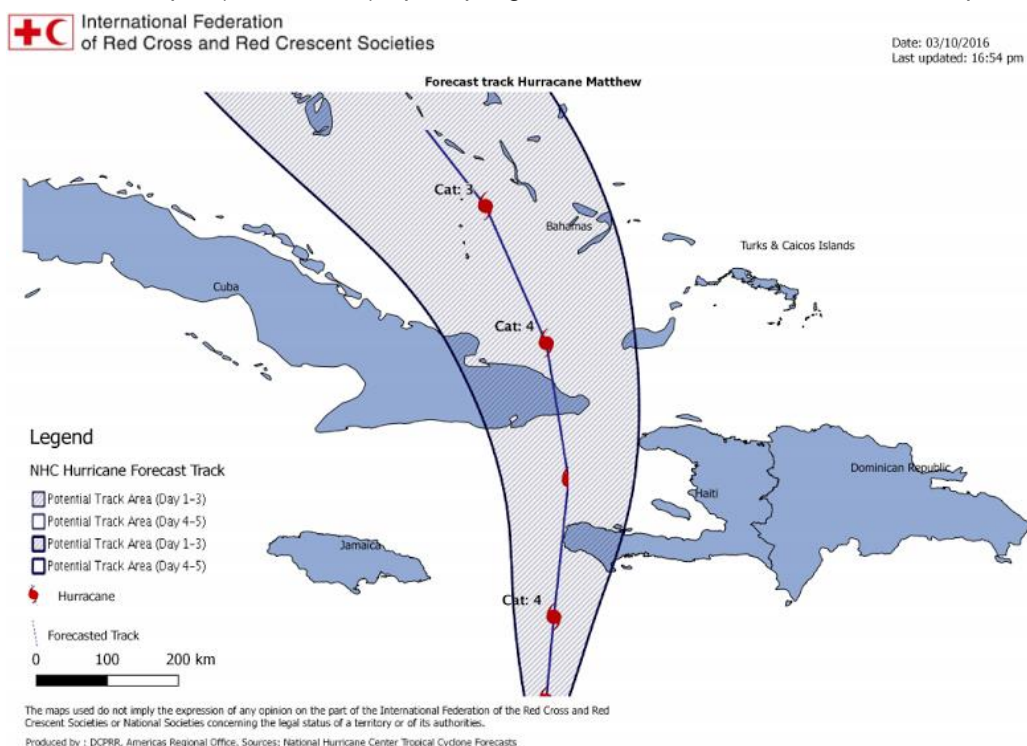 International Federation
of Red Cross and Red Crescent Societies
Date: 03/10/2016
Last updated: 16:54 pm
Forecast track Hurracane Matthew
Cat: 3
Bahamas
Turks & Caicos Islands
Cuba
Cat: 4
Legend
NHC Hurricane Forecast Track
Potential Track Area (Day 1-3)
Potential Track Area (Day 4-5)
Potential Track Area (Day 1-3)
Potential Track Area (Day 4-5)
Hurracane
Forecasted Track
0 100 200 km
Dominican Republic
Haiti
Jamaica
Cat: 4
The maps used do not imply the expression of any opinion on the part of the International Federation of the Red Cross and Red
Crescent Societies or National Societies concerning the legal status of a territory or of its authorities.
Produced by : DCPRR, Americas Regional Office, Sources: National Hurricane Center Tropical Cyclone Forecasts